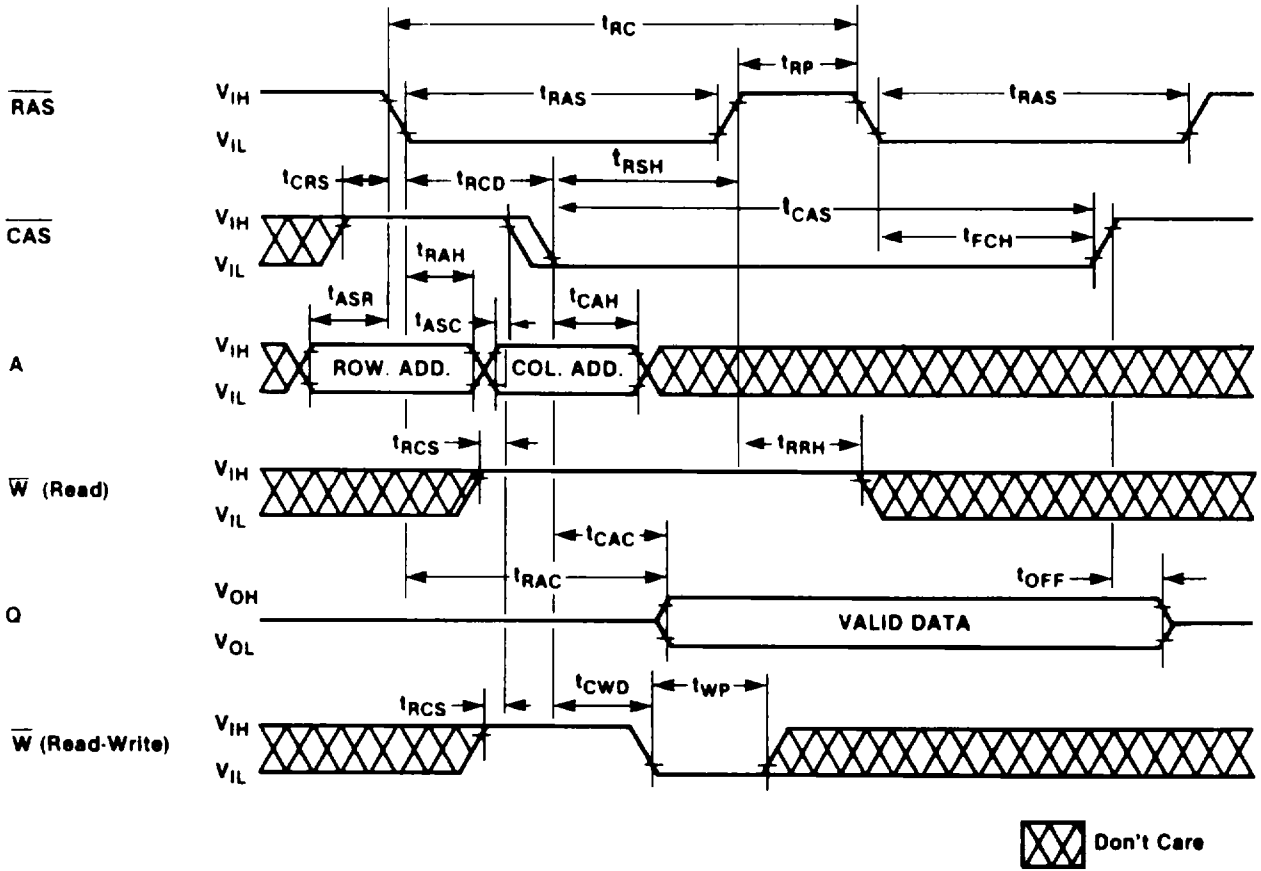 tRC
tRP
RAS
VIH
tRAS
tRAS
VIL
tCRS
tRCD
tRSH
CAS
VIH
tCAS
tRAH
tFCH
VIL
tASR
tASC
tCAH
A
VIH
ROW. ADD.
COL. ADD.
VIL
tRCS
tRRH
W (Read)
VIH
VIL
tCAC
tRAC
tOFF
Q
VOH
VALID DATA
VOL
tRCS
tCWD
tWP
W (Read-Write)
VIH
VIL
Don't Care